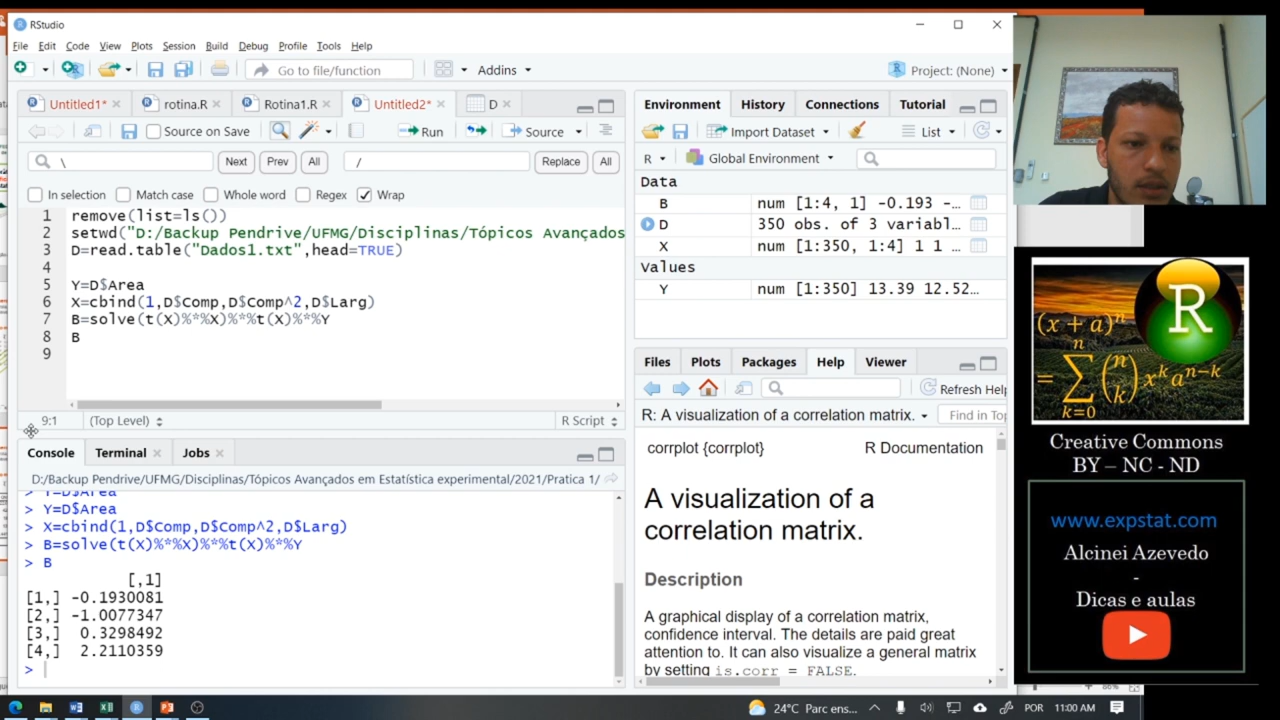 RStudio
File Edit Code View Plots Session Build Debug Profile Tools Help
Go to file/function Addins Project: (None)
Untitled1* rotina.R Rotina1.R Untitled2* D
Source on Save Run Source
\ Next Prev All / Replace All
In selection Match case Whole word Regex Wrap
1 remove(list=ls())
2 setwd("D:/Backup Pendrive/UFMG/Disciplinas/Tópicos Avançados
3 D=read.table("Dados1.txt",head=TRUE)
4
5 Y=D$Area
6 X=cbind(1,D$Comp,D$Comp^2,D$Larg)
7 B=solve(t(X)%*%X)%*%t(X)%*%Y
8 B
9
9:1 (Top Level) R Script
Console Terminal Jobs
D:/Backup Pendrive/UFMG/Disciplinas/Tópicos Avançados em Estatística experimental/2021/Pratica 1/
> Y=D$Area
> Y=D$Area
> X=cbind(1,D$Comp,D$Comp^2,D$Larg)
> B=solve(t(X)%*%X)%*%t(X)%*%Y
> B
[,1]
[1,] -0.1930081
[2,] -1.0077347
[3,] 0.3298492
[4,] 2.2110359
>
Environment History Connections Tutorial
Import Dataset List
R Global Environment
Data
B num [1:4, 1] -0.193 -…
D 350 obs. of 3 variabl…
X num [1:350, 1:4] 1 1 …
Values
Y num [1:350] 13.39 12.52…
Files Plots Packages Help Viewer
Refresh Help
R: A visualization of a correlation matrix. Find in Top
corrplot {corrplot} R Documentation
A visualization of a
correlation matrix.
Description
A graphical display of a correlation matrix,
confidence interval. The details are paid great
attention to. It can also visualize a general matrix
by setting is.corr = FALSE.
R
(x + a)^n
= ∑ n k=0 (n k) x^k a^n−k
Creative Commons
BY – NC - ND
www.expstat.com
Alcinei Azevedo
-
Dicas e aulas
86%
24°C Parc ens... POR 11:00 AM